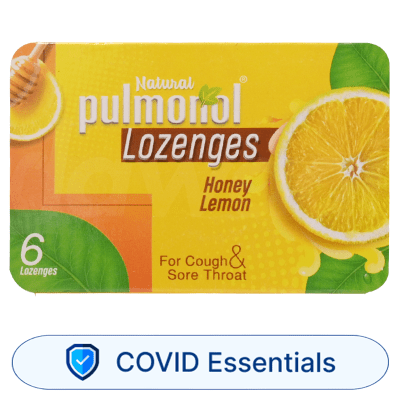 Natural
pulmonol®
Lozenges
Honey
Lemon
6
Lozenges
For Cough &
Sore Throat
COVID Essentials